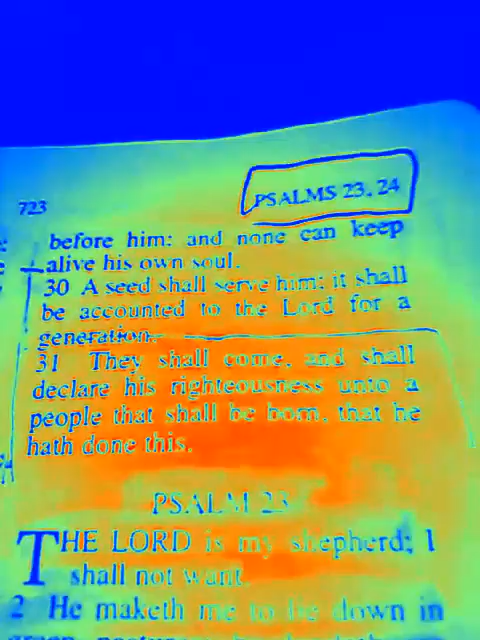 723
PSALMS 23, 24
before him: and none can keep
alive his own soul.
30 A seed shall serve him; it shall
be accounted to the Lord for a
generation.
31 They shall come, and shall
declare his righteousness unto a
people that shall be born, that he
hath done this.
PSALM 23
THE LORD is my shepherd; I
shall not want.
2 He maketh me to lie down in